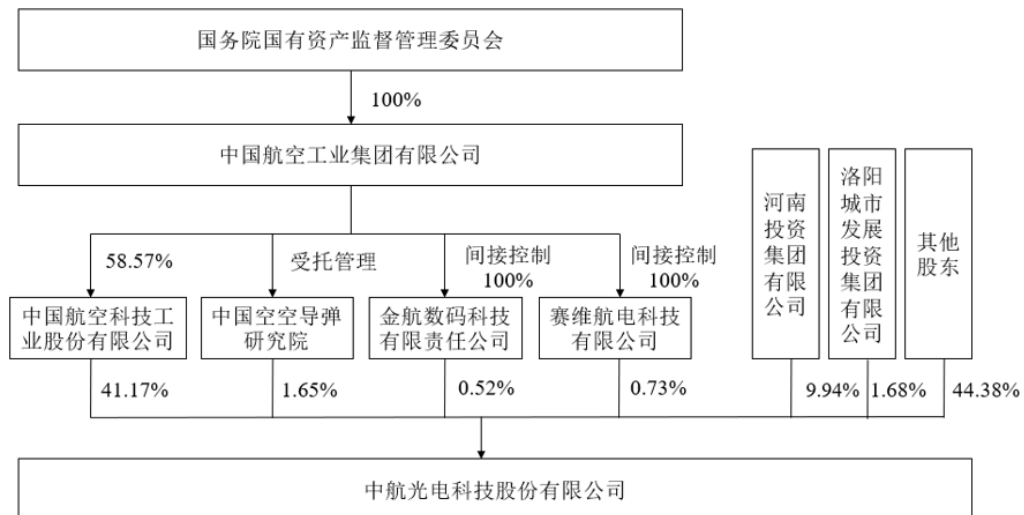 国务院国有资产监督管理委员会
100%
中国航空工业集团有限公司
58.57%
受托管理
间接控制
100%
间接控制
100%
中国航空科技工
业股份有限公司
中国空空导弹
研究院
金航数码科技
有限责任公司
赛维航电科技
有限公司
河南
投资
集团
有限
公司
洛阳
城市
发展
投资
集团
有限
公司
其他
股东
41.17%
1.65%
0.52%
0.73%
9.94%
1.68%
44.38%
中航光电科技股份有限公司